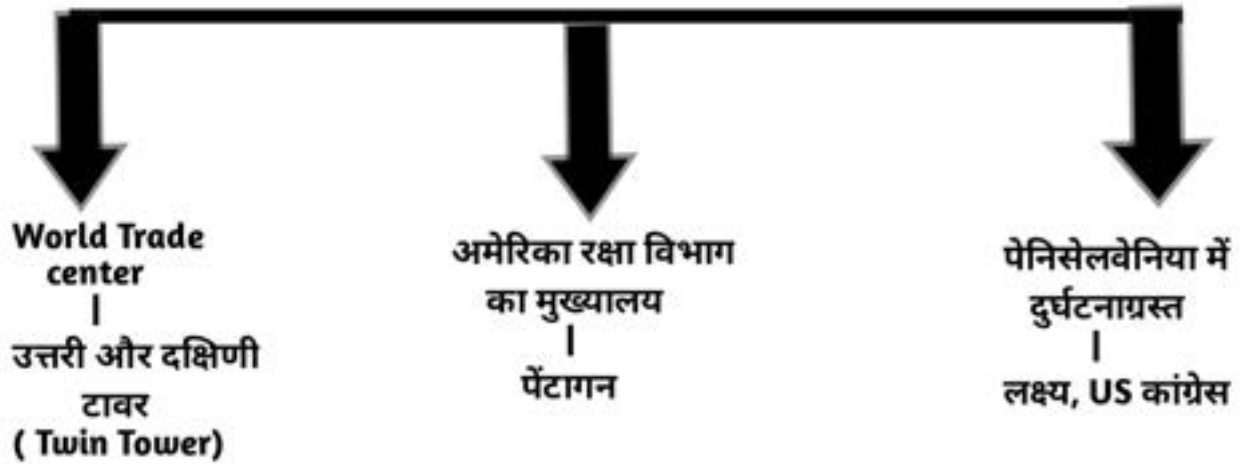 World Trade
center
|
उत्तरी और दक्षिणी
टावर
( Twin Tower)
अमेरिका रक्षा विभाग
का मुख्यालय
|
पेंटागन
पेनिसेलवेनिया में
दुर्घटनाग्रस्त
|
लक्ष्य, US कांग्रेस